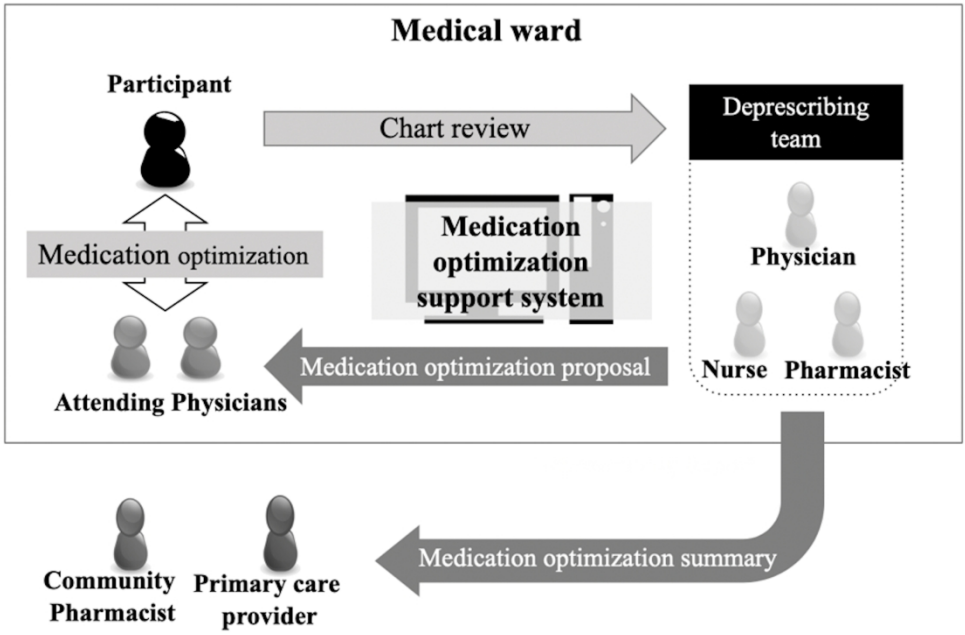 Medical ward
Participant
Chart review
Deprescribing
team
Medication
optimization
support system
Physician
Medication optimization
Nurse
Pharmacist
Medication optimization proposal
Attending Physicians
Community
Pharmacist
Primary care
provider
Medication optimization summary